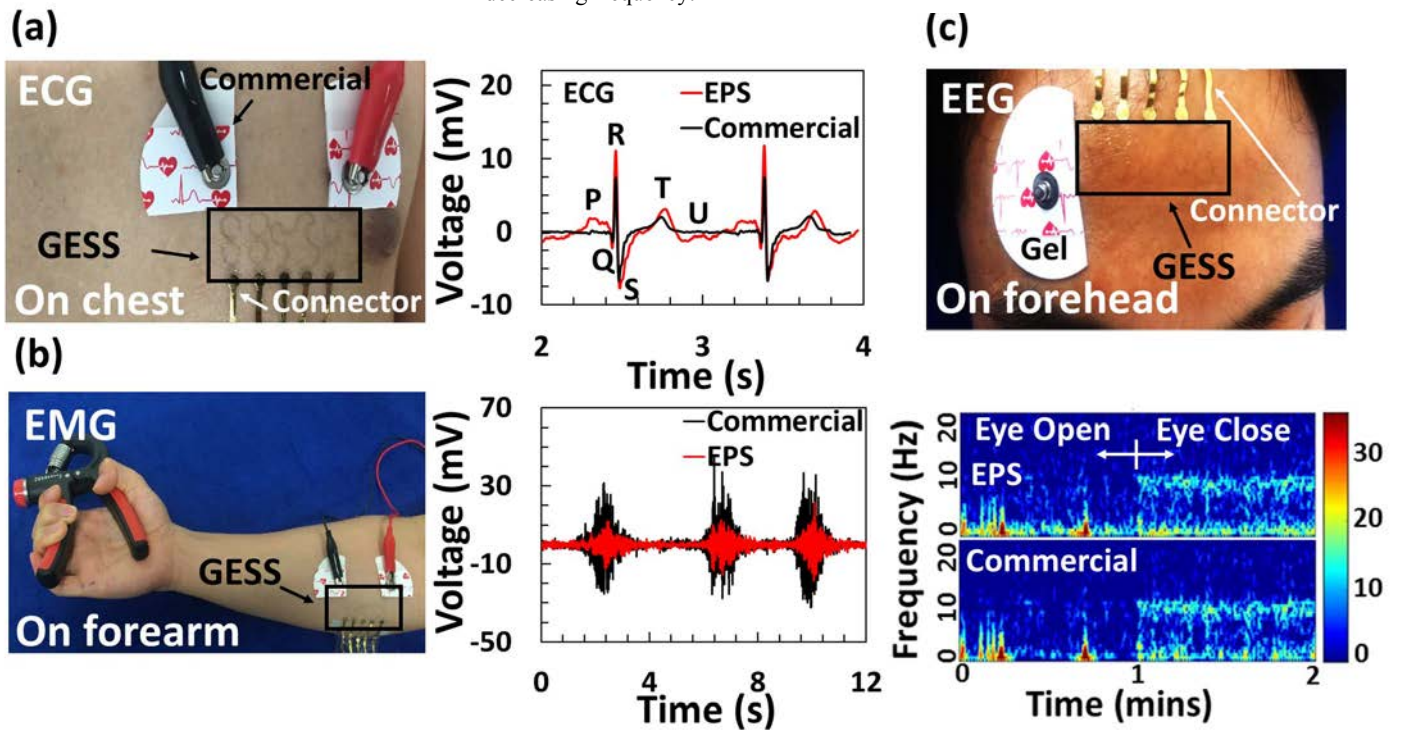 (a)
ECG
Commercial
GESS
On chest
Connector
Voltage (mV)
20
10
0
-10
ECG
EPS
Commercial
R
P
T
U
Q
S
2
3
4
Time (s)
(b)
EMG
GESS
On forearm
Voltage (mV)
70
30
-10
-50
Commercial
EPS
0
4
8
12
Time (s)
(c)
EEG
Connector
Gel
GESS
On forehead
Frequency (Hz)
20
10
0
20
10
0
Eye Open
Eye Close
EPS
Commercial
0
1
2
Time (mins)
30
20
10
0